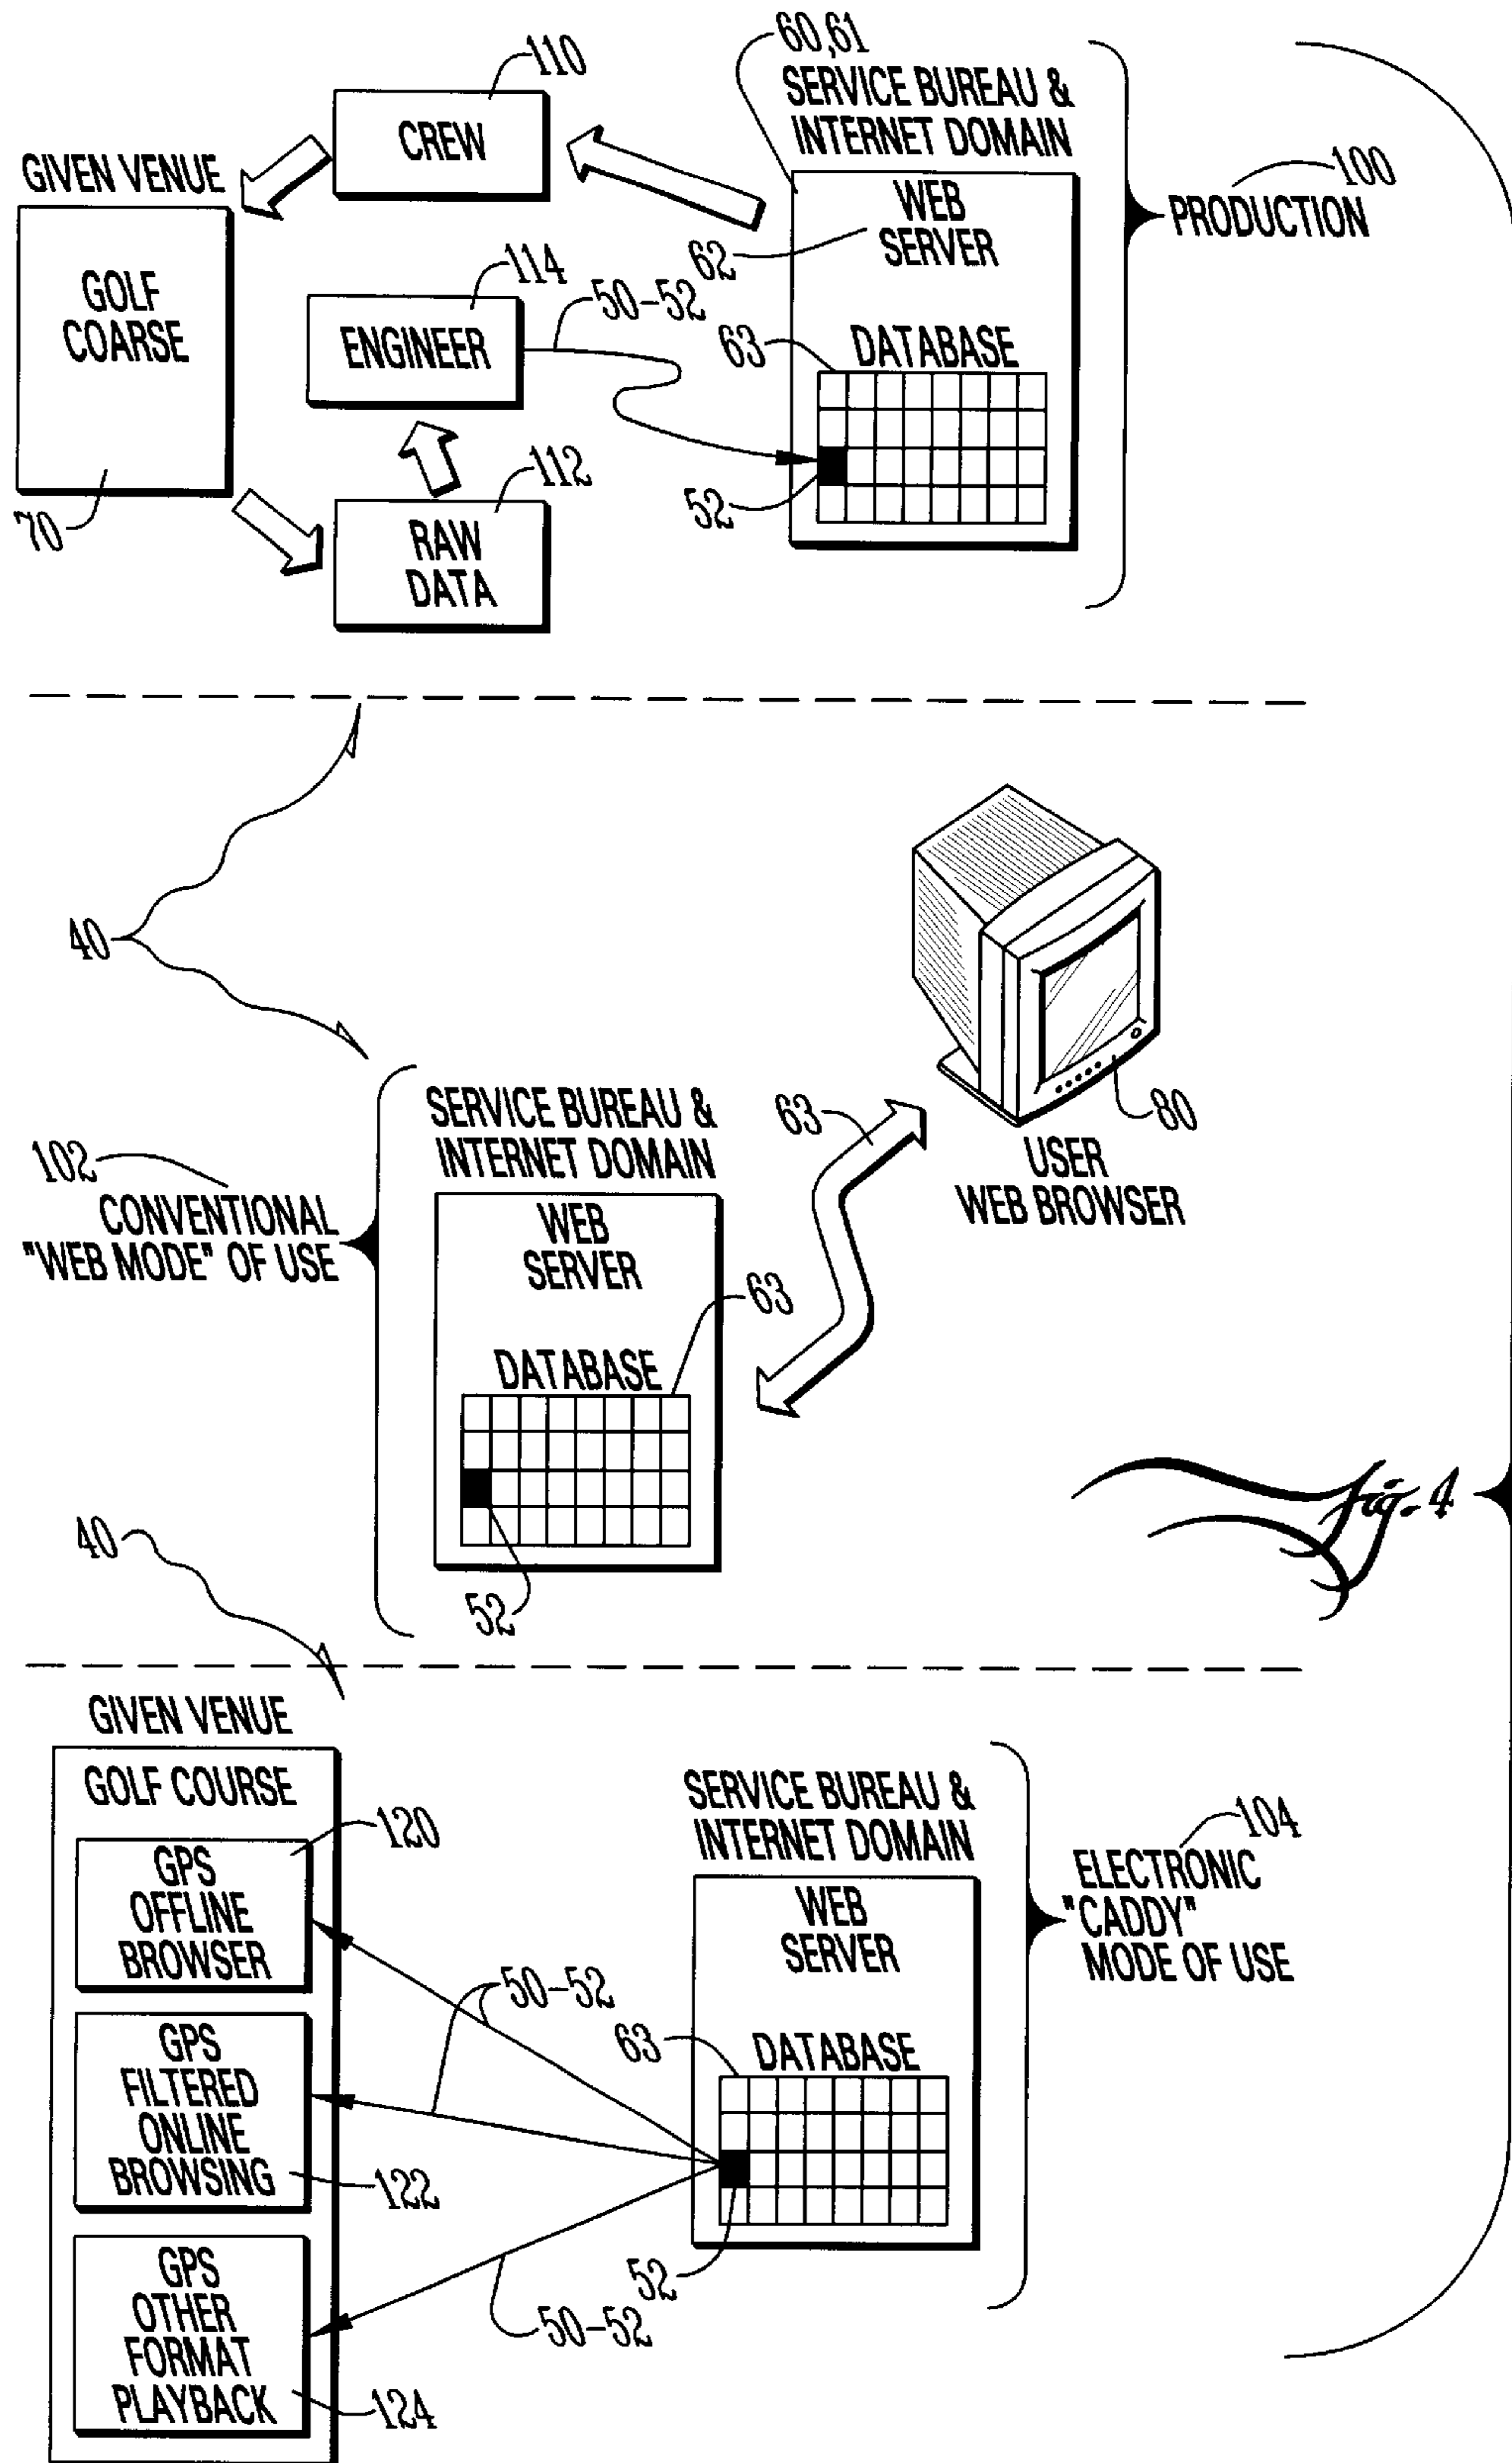 60,61
SERVICE BUREAU &
INTERNET DOMAIN
110
CREW
GIVEN VENUE
GOLF
COARSE
70
WEB
SERVER
62
100
PRODUCTION
114
ENGINEER
50-52
63
DATABASE
52
112
RAW
DATA
40
SERVICE BUREAU &
INTERNET DOMAIN
63
80
USER
WEB BROWSER
102
CONVENTIONAL
"WEB MODE" OF USE
WEB
SERVER
63
DATABASE
52
fig. 4
40
GIVEN VENUE
GOLF COURSE
120
GPS
OFFLINE
BROWSER
GPS
FILTERED
ONLINE
BROWSING
122
GPS
OTHER
FORMAT
PLAYBACK
124
50-52
50-52
SERVICE BUREAU &
INTERNET DOMAIN
WEB
SERVER
63
DATABASE
52
104
ELECTRONIC
"CADDY"
MODE OF USE